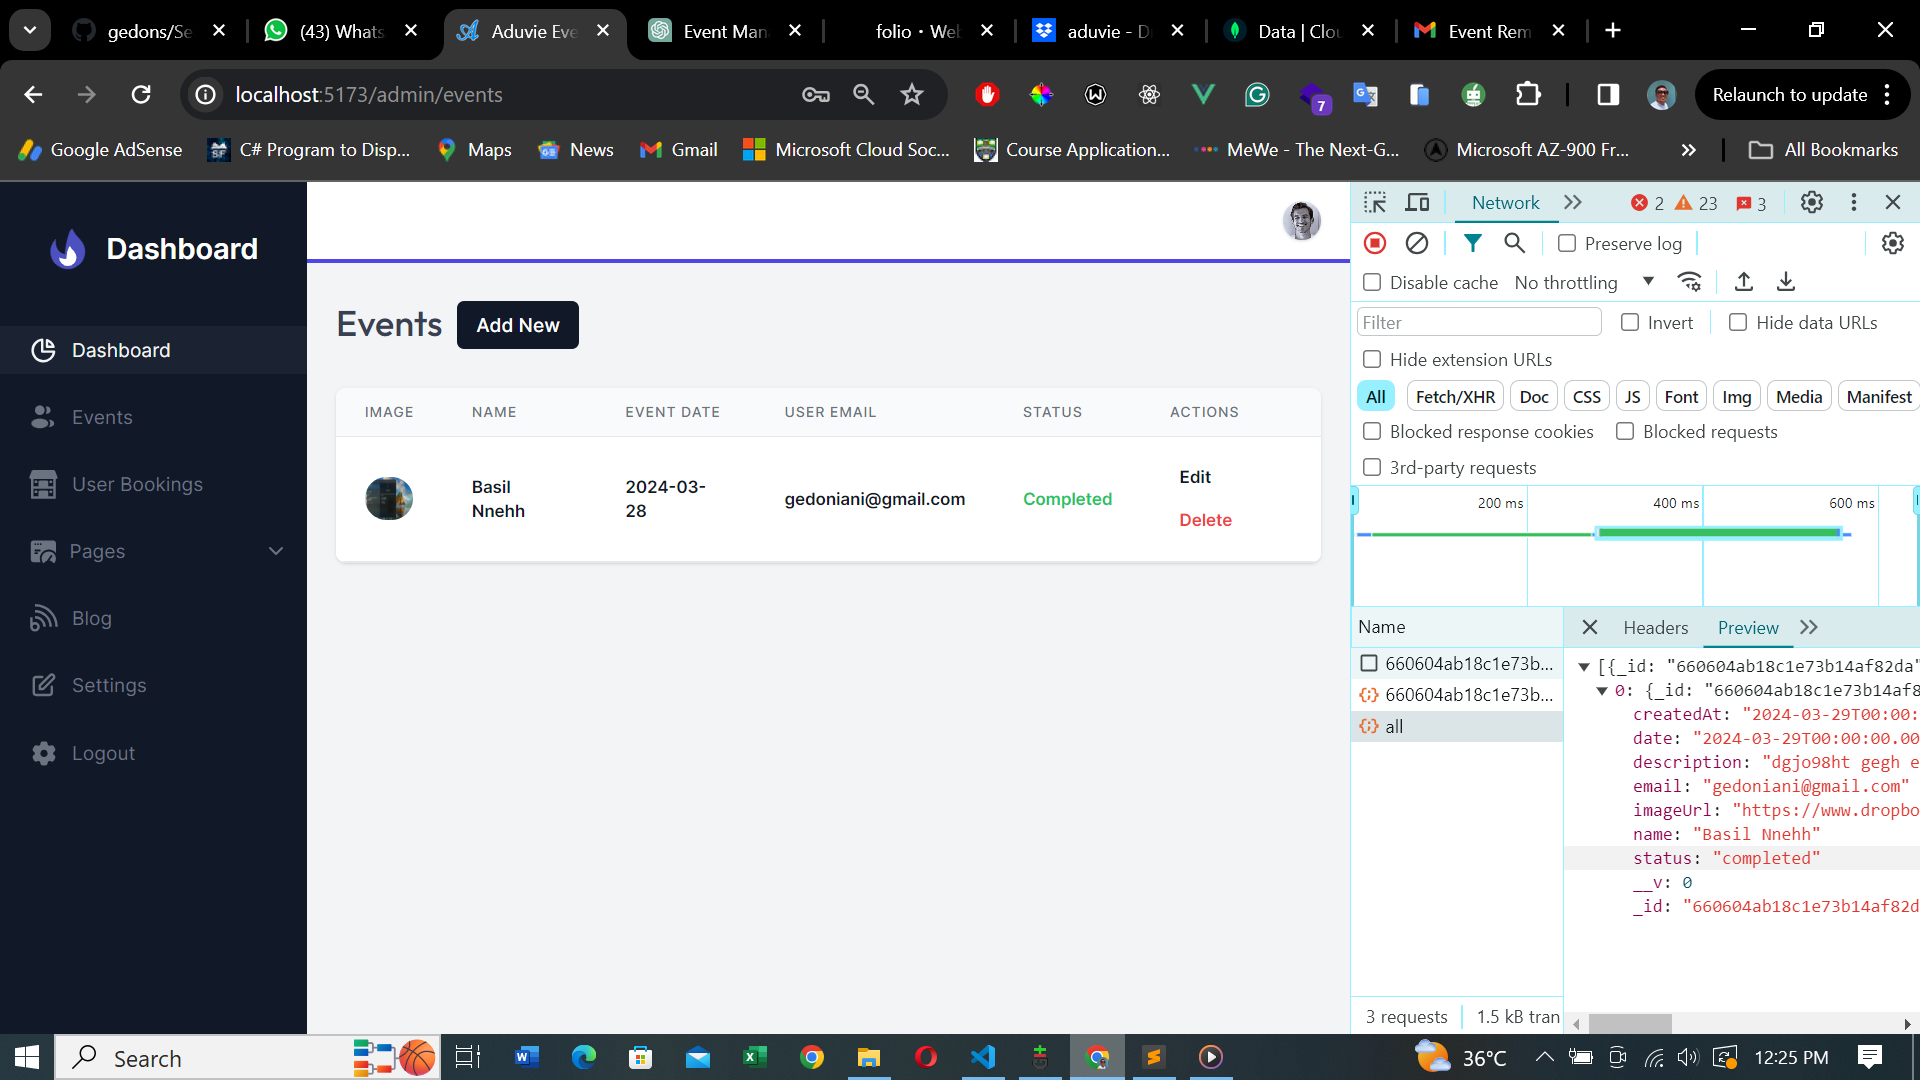 gedons/Se
(43) Whats
Aduvie Eve
Event Man
folio • Web
aduvie - D
Data | Clou
Event Rem
localhost:5173/admin/events
7
Relaunch to update
Google AdSense
C# Program to Disp...
Maps
News
Gmail
Microsoft Cloud Soc...
Course Application...
MeWe - The Next-G...
Microsoft AZ-900 Fr...
All Bookmarks
Dashboard
Dashboard
Events
User Bookings
Pages
Blog
Settings
Logout
Events
Add New
IMAGE NAME EVENT DATE USER EMAIL STATUS ACTIONS
Basil Nnehh
2024-03-28
gedoniani@gmail.com
Completed
Edit
Delete
Network
2 23 3
Preserve log
Disable cache No throttling
Filter
Invert
Hide data URLs
Hide extension URLs
All Fetch/XHR Doc CSS JS Font Img Media Manifest
Blocked response cookies
Blocked requests
3rd-party requests
200 ms 400 ms 600 ms
Name
Headers Preview
660604ab18c1e73b...
660604ab18c1e73b...
all
[{_id: "660604ab18c1e73b14af82da"
0: {_id: "660604ab18c1e73b14af8
createdAt: "2024-03-29T00:00:
date: "2024-03-29T00:00:00.00
description: "dgjo98ht gegh e
email: "gedoniani@gmail.com"
imageUrl: "https://www.dropbo
name: "Basil Nnehh"
status: "completed"
__v: 0
_id: "660604ab18c1e73b14af82d
3 requests
1.5 kB tran
Search
36°C
12:25 PM